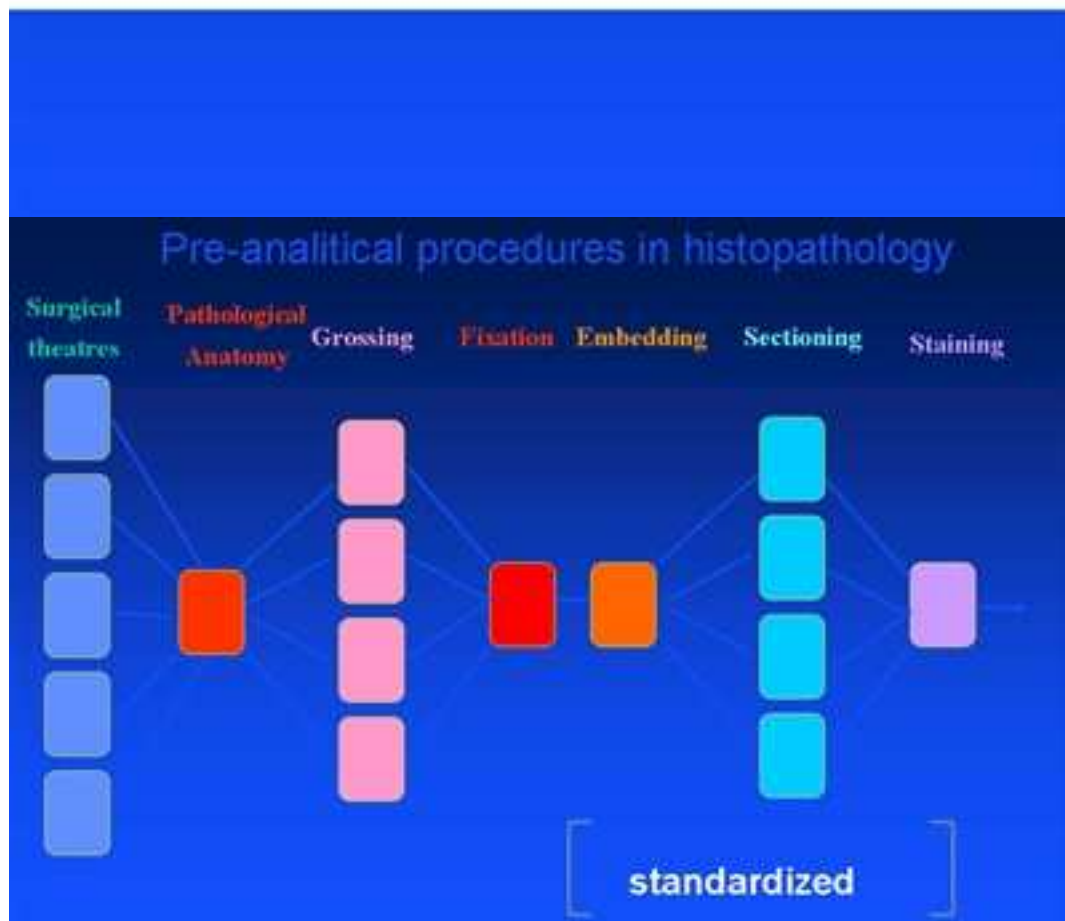 Pre-analitical procedures in histopathology
Surgical
theatres
Pathological
Anatomy
Grossing
Fixation
Embedding
Sectioning
Staining
standardized